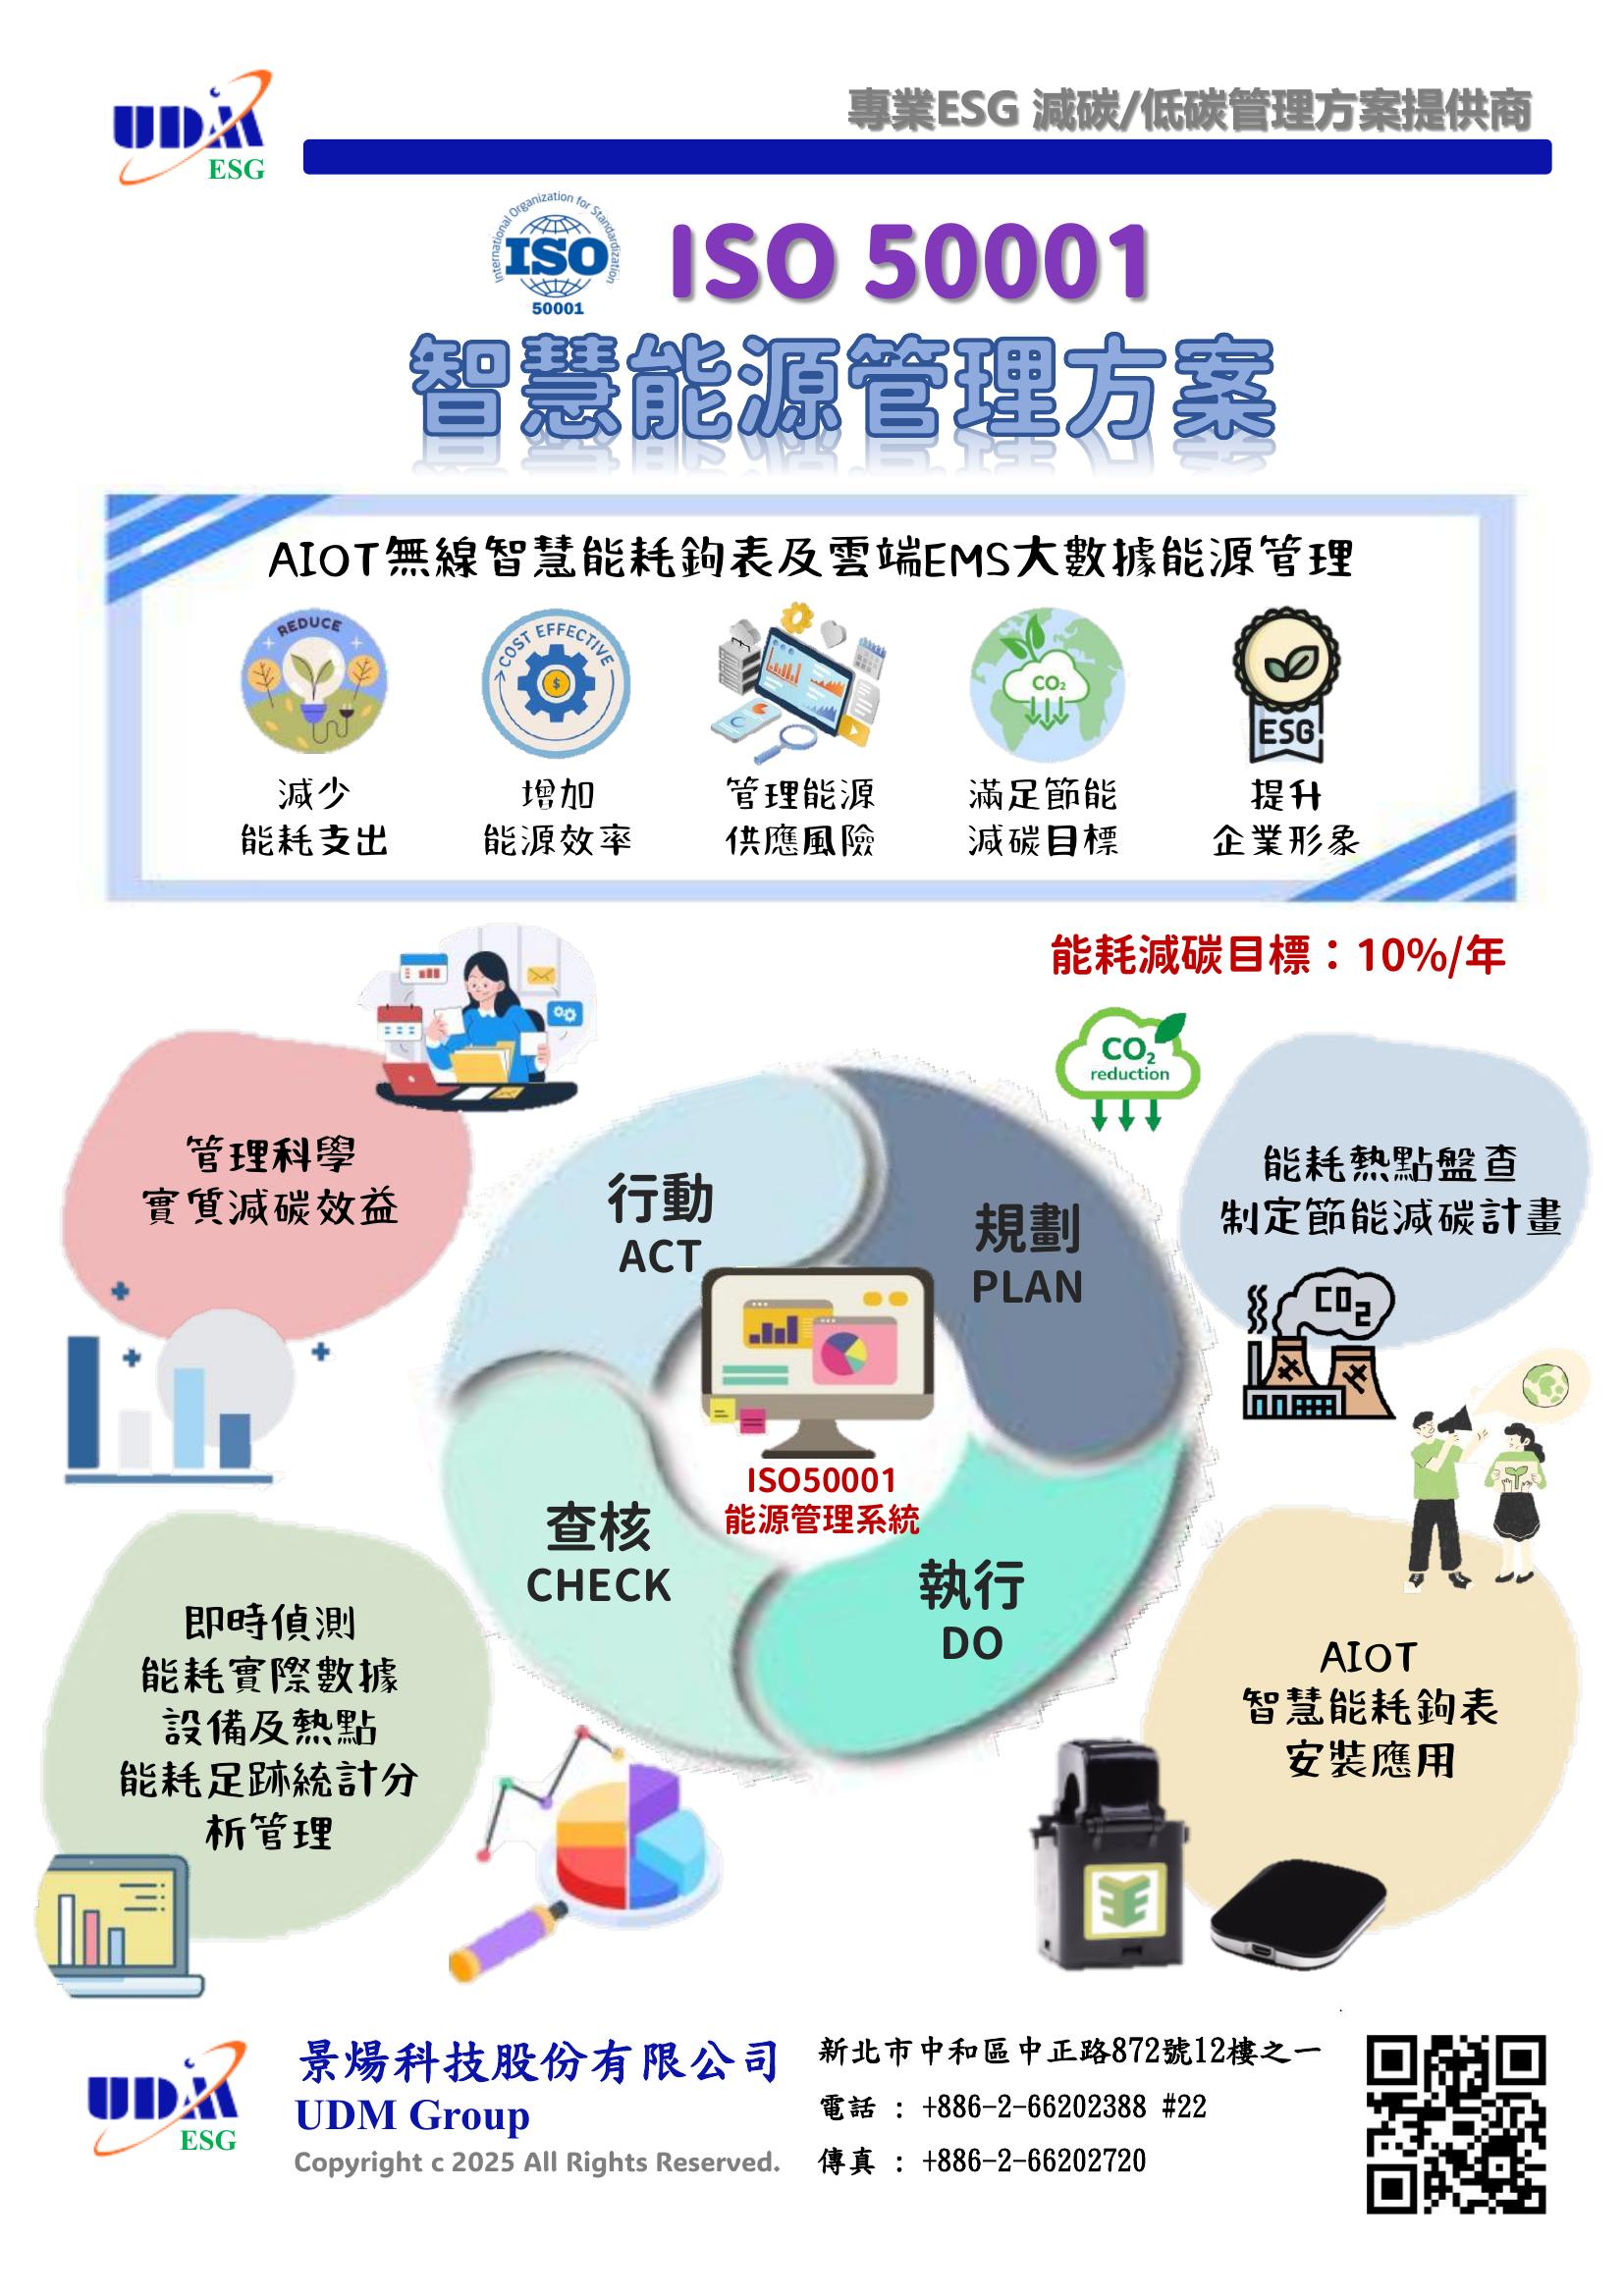 UDM
ESG
專業ESG 減碳/低碳管理方案提供商
International Organization for Standardization
ISO
50001
ISO 50001
智慧能源管理方案
AIOT無線智慧能耗鉤表及雲端EMS大數據能源管理
REDUCE
COST EFFECTIVE
$
CO₂
ESG
減少
能耗支出
增加
能源效率
管理能源
供應風險
滿足節能
減碳目標
提升
企業形象
能耗減碳目標：10%/年
CO₂
reduction
管理科學
實質減碳效益
行動
ACT
規劃
PLAN
能耗熱點盤查
制定節能減碳計畫
CO₂
ISO50001
能源管理系統
查核
CHECK
執行
DO
即時偵測
能耗實際數據
設備及熱點
能耗足跡統計分
析管理
AIOT
智慧能耗鉤表
安裝應用
UDM
ESG
景煬科技股份有限公司
UDM Group
Copyright c 2025 All Rights Reserved.
新北市中和區中正路872號12樓之一
電話 : +886-2-66202388 #22
傳真 : +886-2-66202720